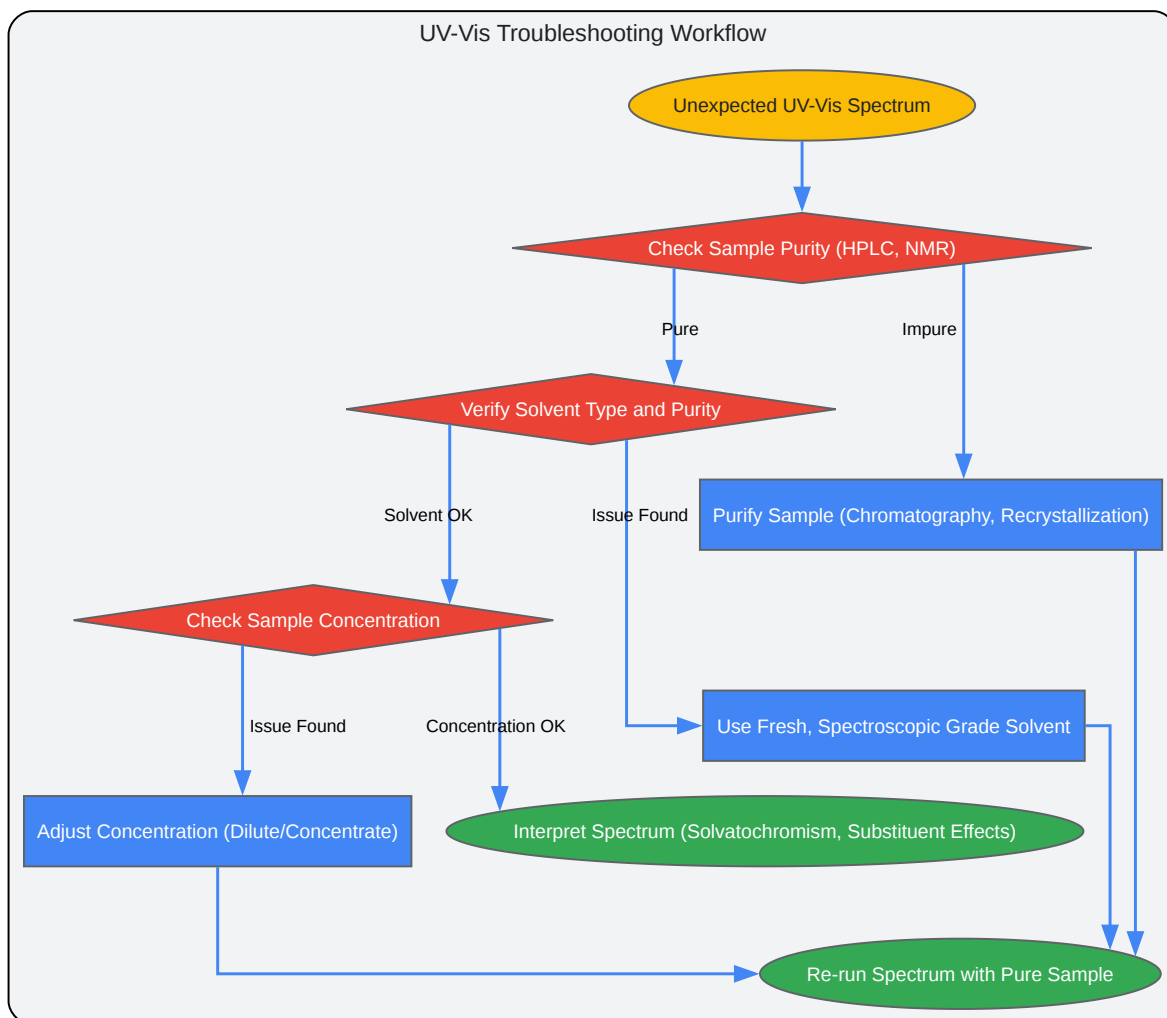 UV-Vis Troubleshooting Workflow
Unexpected UV-Vis Spectrum
Check Sample Purity (HPLC, NMR)
Pure
Impure
Verify Solvent Type and Purity
Solvent OK
Issue Found
Purify Sample (Chromatography, Recrystallization)
Check Sample Concentration
Issue Found
Concentration OK
Use Fresh, Spectroscopic Grade Solvent
Adjust Concentration (Dilute/Concentrate)
Interpret Spectrum (Solvatochromism, Substituent Effects)
Re-run Spectrum with Pure Sample